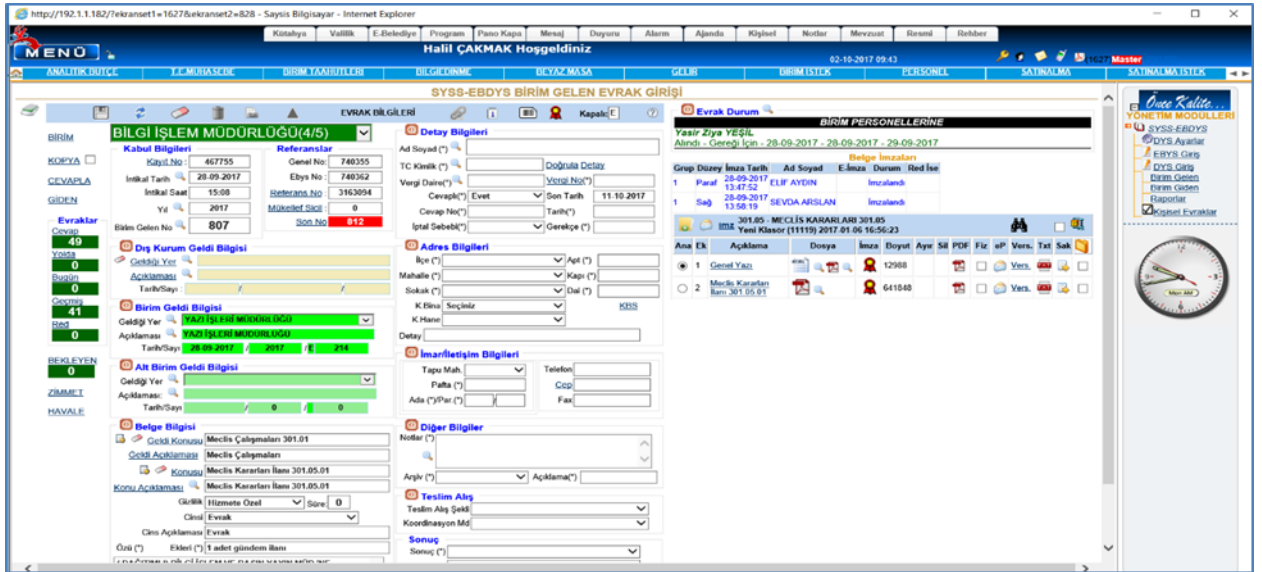 http://192.1.1.182/?ekranset1=1627&ekranset2=828 - Saysis Bilgisayar - Internet Explorer
Kütahya Valilik E-Belediye Program Pano Kapa Mesaj Duyuru Alarm Ajanda Kişisel Notlar Mevzuat Resmi Rehber
MENÜ
Halil ÇAKMAK Hoşgeldiniz
02-10-2017 09:43
(1627) Master
ANALİTİK BÜTÇE T.C.MUHASEBE BİRİM TAAHÜTLERİ BİLGİEDİNME BEYAZ MASA GELİR BİRİM İSTEK PERSONEL SATINALMA SATINALMA İSTEK
SYSS-EBDYS BİRİM GELEN EVRAK GİRİŞİ
EVRAK BİLGİLERİ Kapalı: E
BİRİM
KOPYA
CEVAPLA
GİDEN
Evraklar
Cevap
49
Yolda
0
Bugün
0
Geçmiş
41
Red
0
BEKLEYEN
0
ZİMMET
HAVALE
BİLGİ İŞLEM MÜDÜRLÜĞÜ(4/5)
Kabul Bilgileri Referanslar
Kayıt No : 467755 Genel No: 740355
İntikal Tarih 28-09-2017 Ebys No : 740362
İntikal Saat 15:08 Referans No : 3163094
Yıl 2017 Mükellef Sicil : 0
Birim Gelen No 807 Son No 812
Dış Kurum Geldi Bilgisi
Geldiği Yer
Açıklaması
Tarih/Sayı : / /
Birim Geldi Bilgisi
Geldiği Yer YAZI İŞLERİ MÜDÜRLÜĞÜ
Açıklaması YAZI İŞLERİ MÜDÜRLÜĞÜ
Tarih/Sayı 28-09-2017 / 2017 / E 214
Alt Birim Geldi Bilgisi
Geldiği Yer
Açıklaması:
Tarih/Sayı / 0 / 0
Belge Bilgisi
Geldi Konusu Meclis Çalışmaları 301.01
Geldi Açıklaması Meclis Çalışmaları
Konusu Meclis Kararları İlanı 301.05.01
Konu Açıklaması Meclis Kararları İlanı 301.05.01
Gizlilik Hizmete Özel Süre 0
Cinsi Evrak
Cins Açıklaması Evrak
Özü (*) Ekleri (*) 1 adet gündem ilanı
Detay Bilgileri
Ad Soyad (*)
TC Kimlik (*) Doğrula Detay
Vergi Daire(*) Vergi No(*)
Cevaplı(*) Evet Son Tarih 11.10.2017
Cevap No(*) Tarih(*)
İptal Sebebi(*) Gerekçe (*)
Adres Bilgileri
İlçe (*) Apt (*)
Mahalle (*) Kapı (*)
Sokak (*) Dai (*)
K.Bina Seçiniz KBS
K.Hane
Detay
İmar/İletişim Bilgileri
Tapu Mah. Telefon
Pafta (*) Cep
Ada (*)/Par.(*) / Fax
Diğer Bilgiler
Notlar (*)
Arşiv (*) Açıklama(*)
Teslim Alış
Teslim Alış Şekli
Koordinasyon Md
Sonuç
Sonuç (*)
Evrak Durum
BİRİM PERSONELLERİNE
Yasir Ziya YEŞİL
Alındı - Gereği İçin - 28-09-2017 - 28-09-2017 - 29-09-2017
Belge İmzaları
Grup Düzey İmza Tarih Ad Soyad E-İmza Durum Red İse
1 Paraf 28-09-2017 13:47:52 ELIF AYDIN İmzalandı
1 Sağ 28-09-2017 13:58:19 SEVDA ARSLAN İmzalandı
imz 301.05 - MECLİS KARARLARI 301.05
Yeni Klasor (11119) 2017-01-06 16:56:23
Ana Ek Açıklama Dosya İmza Boyut Ayır Sil PDF Fiz eP Vers. Txt Sak
1 Genel Yazı 12988 Vers.
2 Meclis Kararları İlanı 301.05.01 641848 Vers.
Önce Kalite...
YÖNETİM MODÜLLERİ
SYSS-EBDYS
DYS Ayarlar
EBYS Giriş
DYS Giriş
Birim Gelen
Birim Giden
Raporlar
Kişisel Evraklar